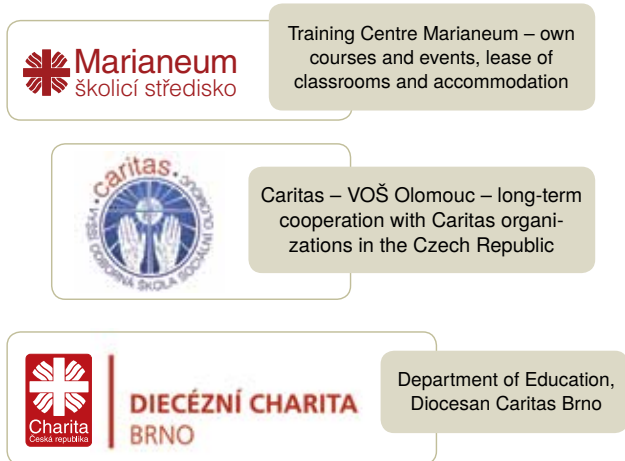 Marianeum
školicí středisko
Training Centre Marianeum – own
courses and events, lease of
classrooms and accommodation
caritas
VYŠŠÍ ODBORNÁ ŠKOLA SOCIÁLNÍ OLOMOUC
Caritas – VOŠ Olomouc – long-term
cooperation with Caritas organi-
zations in the Czech Republic
Charita
Česká republika
DIECÉZNÍ CHARITA
BRNO
Department of Education,
Diocesan Caritas Brno